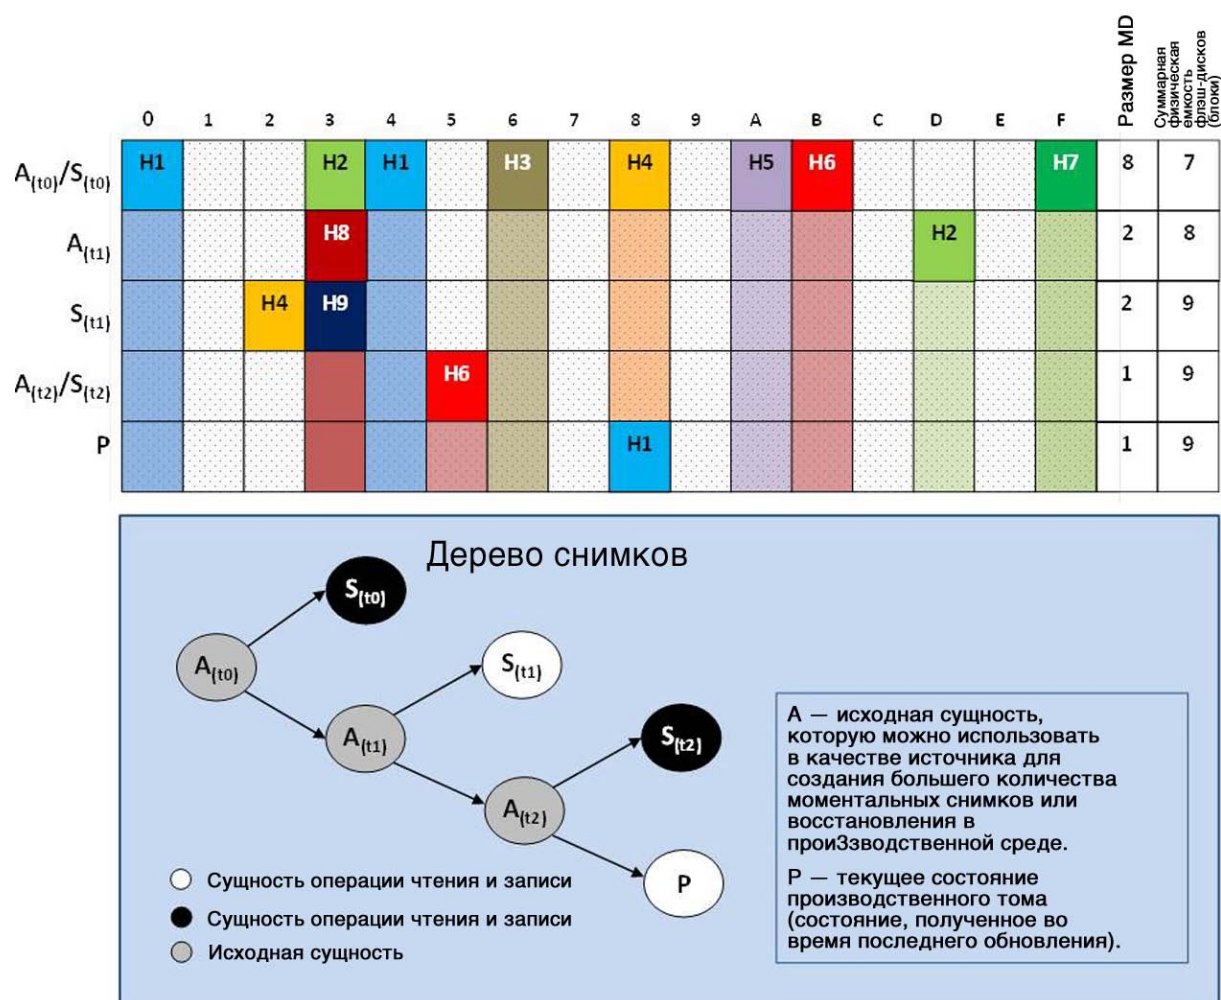 Размер MD
Суммарная
физическая
емкость
флэш-дисков
(блоки)
0 1 2 3 4 5 6 7 8 9 A B C D E F
A(t0)/S(t0) H1 H2 H1 H3 H4 H5 H6 H7 8 7
A(t1) H8 H2 2 8
S(t1) H4 H9 2 9
A(t2)/S(t2) H6 1 9
P H1 1 9
Дерево снимков
S(t0)
A(t0)
S(t1)
A(t1)
S(t2)
A(t2)
P
А — исходная сущность,
которую можно использовать
в качестве источника для
создания большего количества
моментальных снимков или
восстановления в
произЗводственной среде.
Р — текущее состояние
производственного тома
(состояние, полученное во
время последнего обновления).
Сущность операции чтения и записи
Сущность операции чтения и записи
Исходная сущность